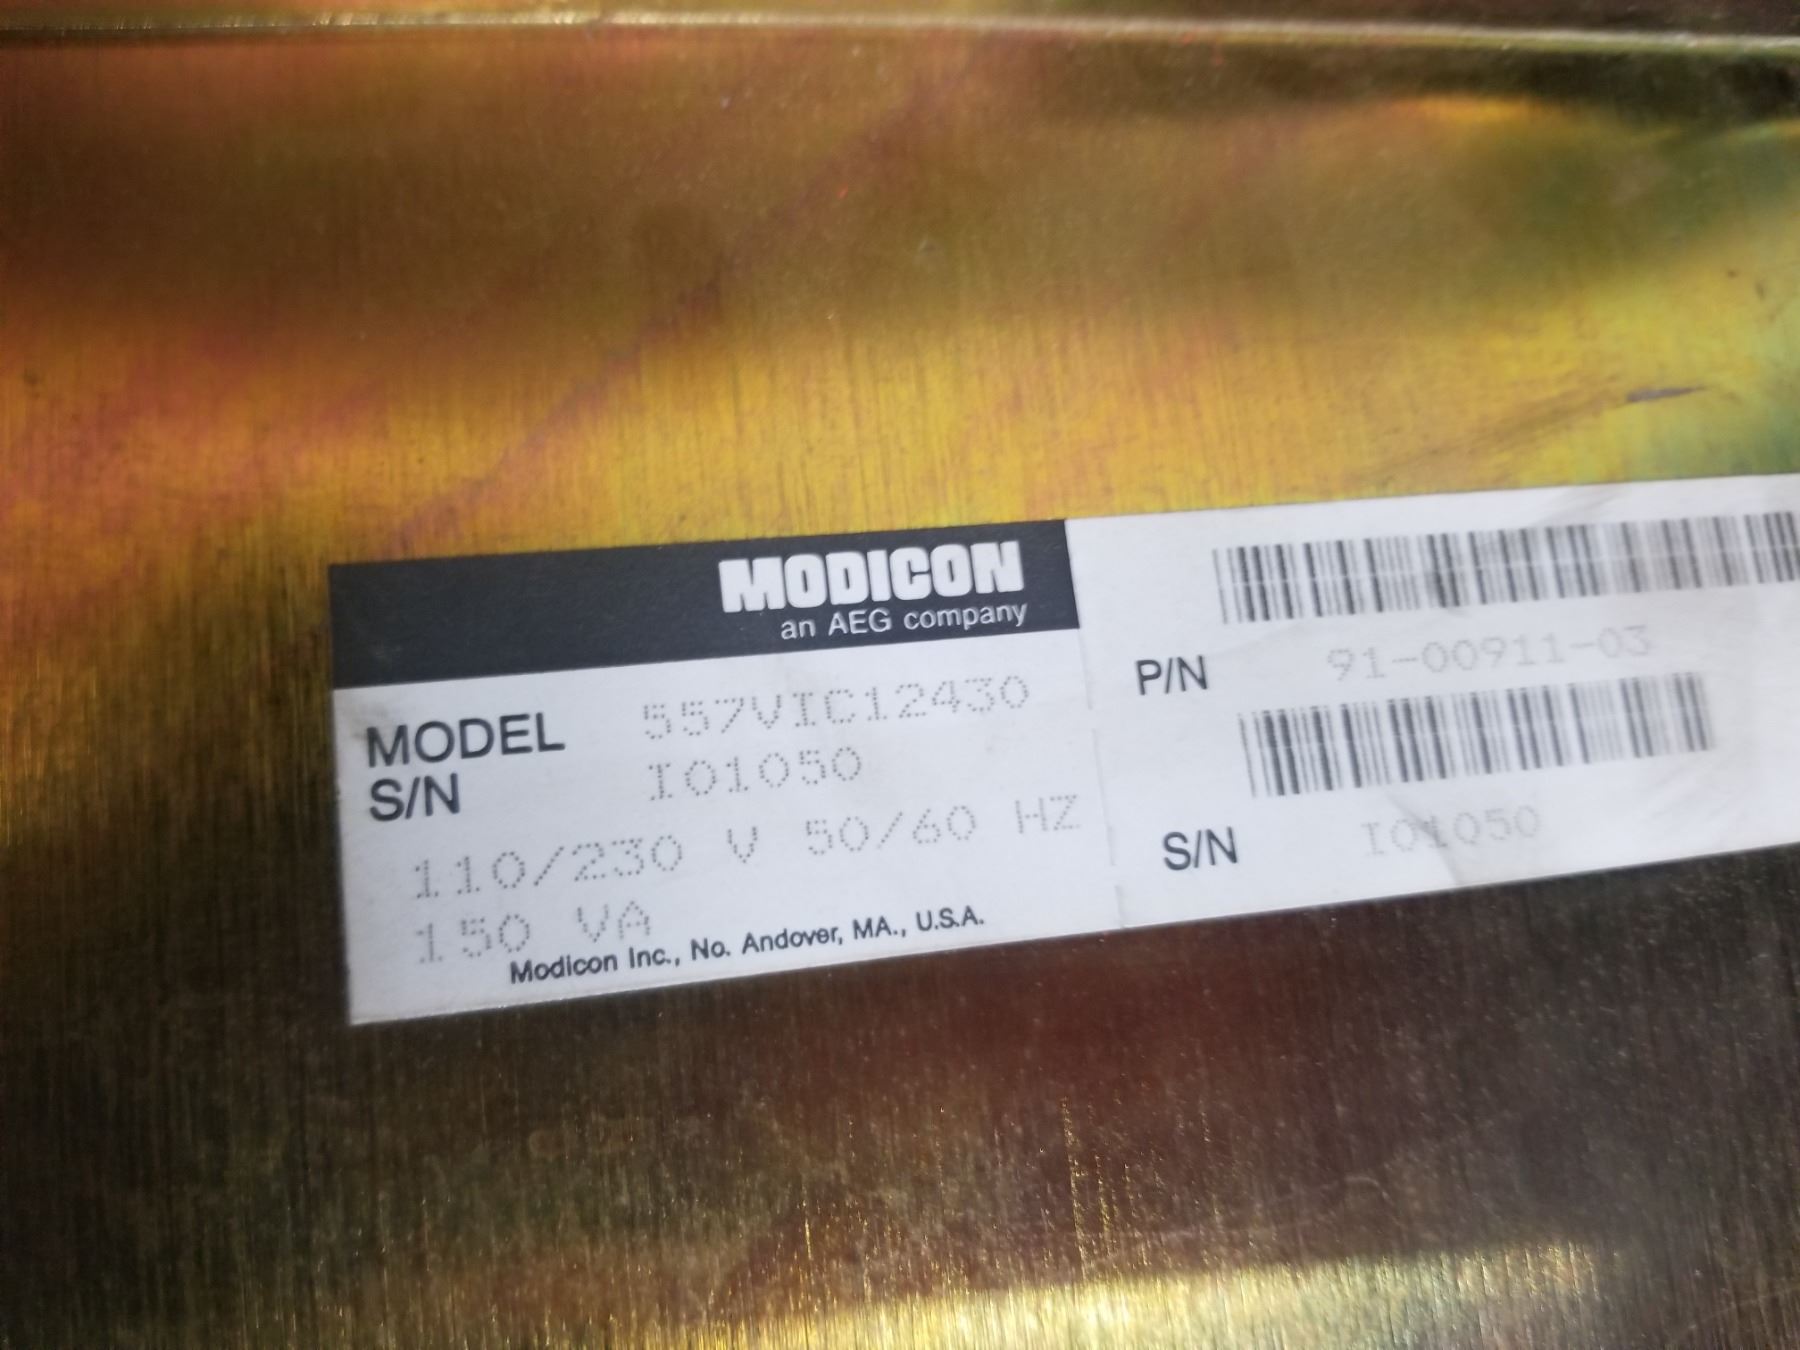 MODICON
an AEG company
MODEL 557VIC12430
S/N I01050
110/230 V 50/60 HZ
150 VA
Modicon Inc., No. Andover, MA., U.S.A.
P/N 91-00911-03
S/N I01050